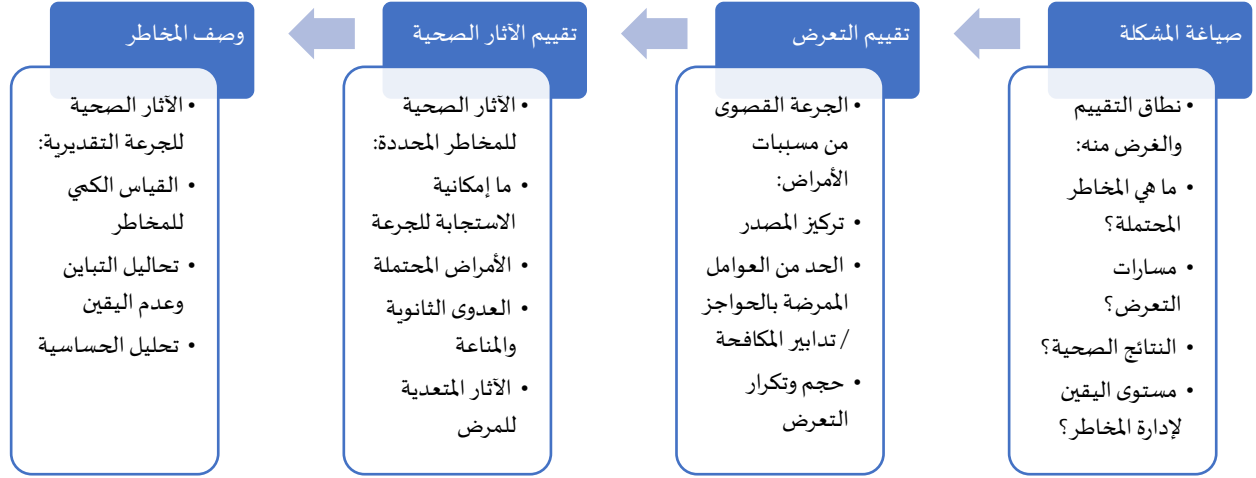 صياغة المشكلة
• نطاق التقييم
والغرض منه:
• ما هي المخاطر
المحتملة؟
• مسارات
التعرض؟
• النتائج الصحية؟
• مستوى اليقين
لإدارة المخاطر؟
تقييم التعرض
• الجرعة القصوى
من مسببات
الأمراض:
• تركيز المصدر
• الحد من العوامل
الممرضة بالحواجز
/ تدابير المكافحة
• حجم وتكرار
التعرض
تقييم الآثار الصحية
• الآثار الصحية
للمخاطر المحددة:
• ما إمكانية
الاستجابة للجرعة
• الأمراض المحتملة
• العدوى الثانوية
والمناعة
• الآثار المتعدية
للمرض
وصف المخاطر
• الآثار الصحية
للجرعة التقديرية:
• القياس الكمي
للمخاطر
• تحاليل التباين
وعدم اليقين
• تحليل الحساسية